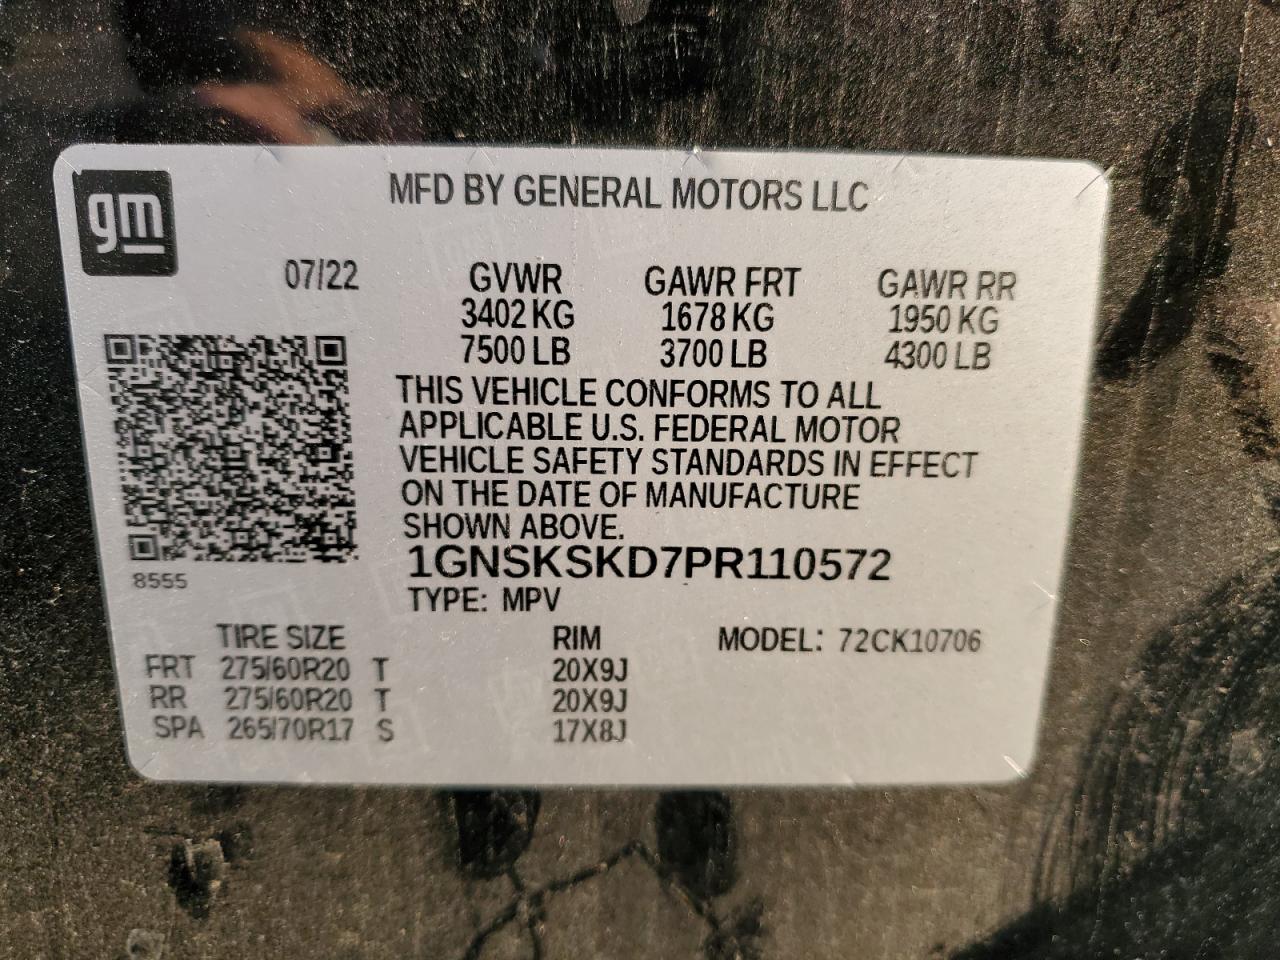 gm
MFD BY GENERAL MOTORS LLC
07/22 GVWR GAWR FRT GAWR RR
3402 KG 1678 KG 1950 KG
7500 LB 3700 LB 4300 LB
THIS VEHICLE CONFORMS TO ALL
APPLICABLE U.S. FEDERAL MOTOR
VEHICLE SAFETY STANDARDS IN EFFECT
ON THE DATE OF MANUFACTURE
SHOWN ABOVE.
1GNSKSKD7PR110572
8555
TYPE: MPV
TIRE SIZE RIM MODEL: 72CK10706
FRT 275/60R20 T 20X9J
RR 275/60R20 T 20X9J
SPA 265/70R17 S 17X8J